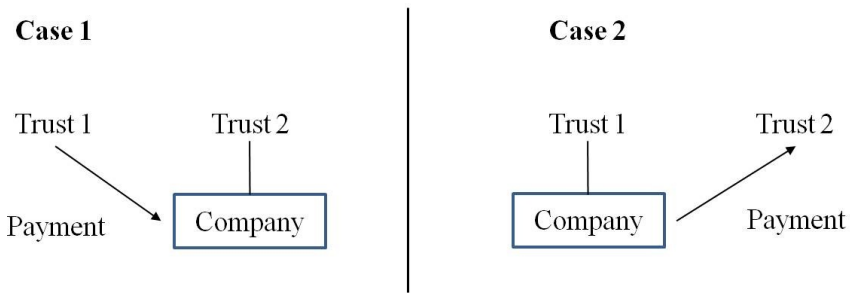 Case 1
Trust 1
Trust 2
Payment
Company
Case 2
Trust 1
Trust 2
Company
Payment